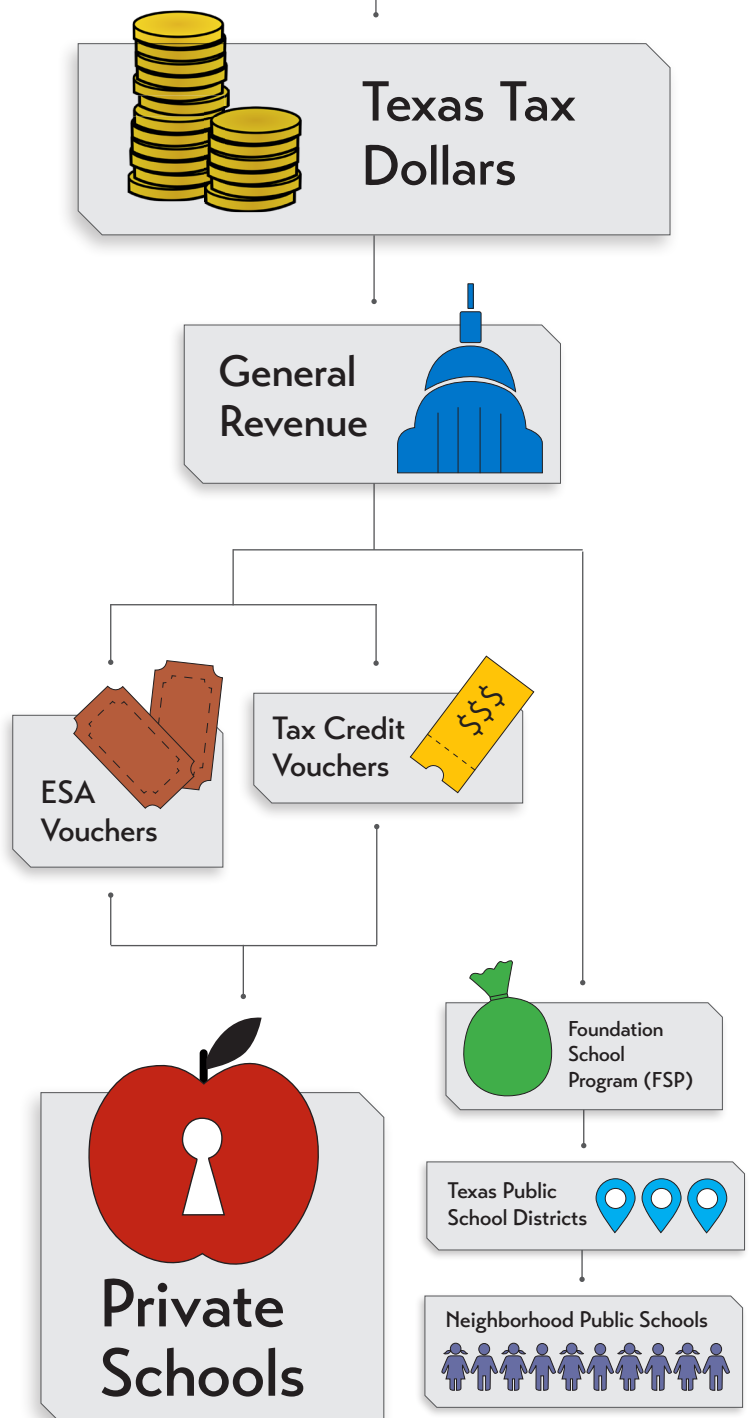 Texas Tax
Dollars
General
Revenue
ESA
Vouchers
Tax Credit
Vouchers
$$$
Foundation
School
Program (FSP)
Texas Public
School Districts
Neighborhood Public Schools
Private
Schools